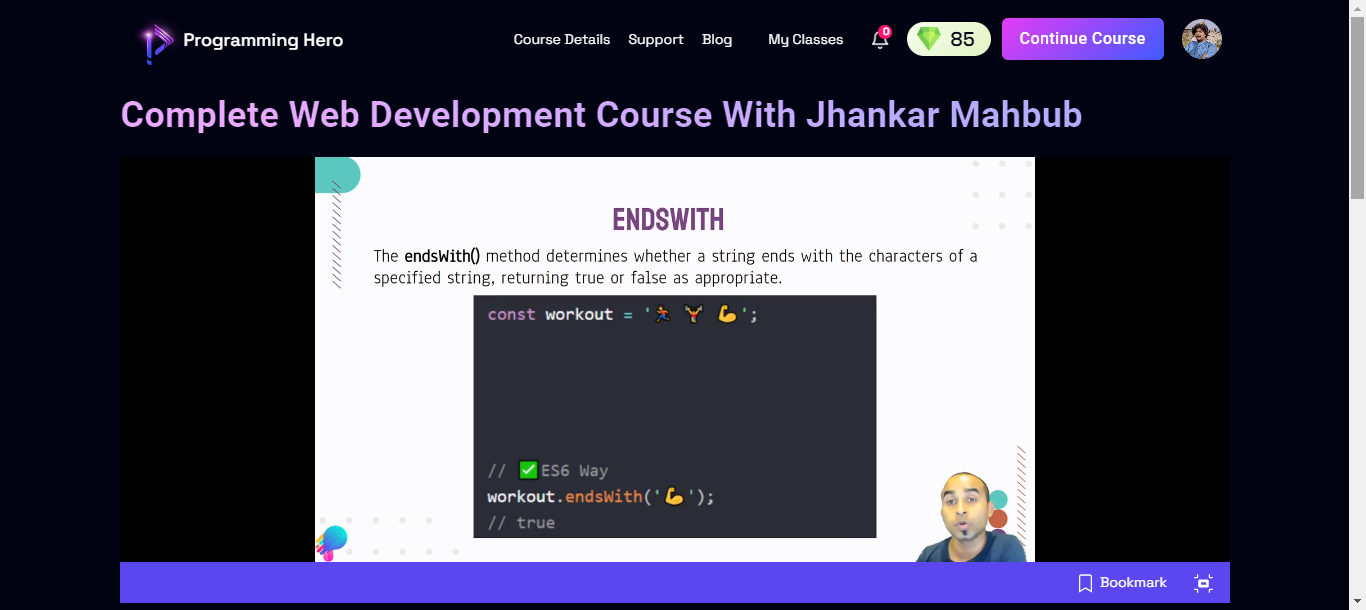 Programming Hero
Course Details Support Blog My Classes 0 85 Continue Course
Complete Web Development Course With Jhankar Mahbub
ENDSWITH
The endsWith() method determines whether a string ends with the characters of a
specified string, returning true or false as appropriate.
const workout = '🏃 🏋 💪';
// ✅ES6 Way
workout.endsWith('💪');
// true
Bookmark